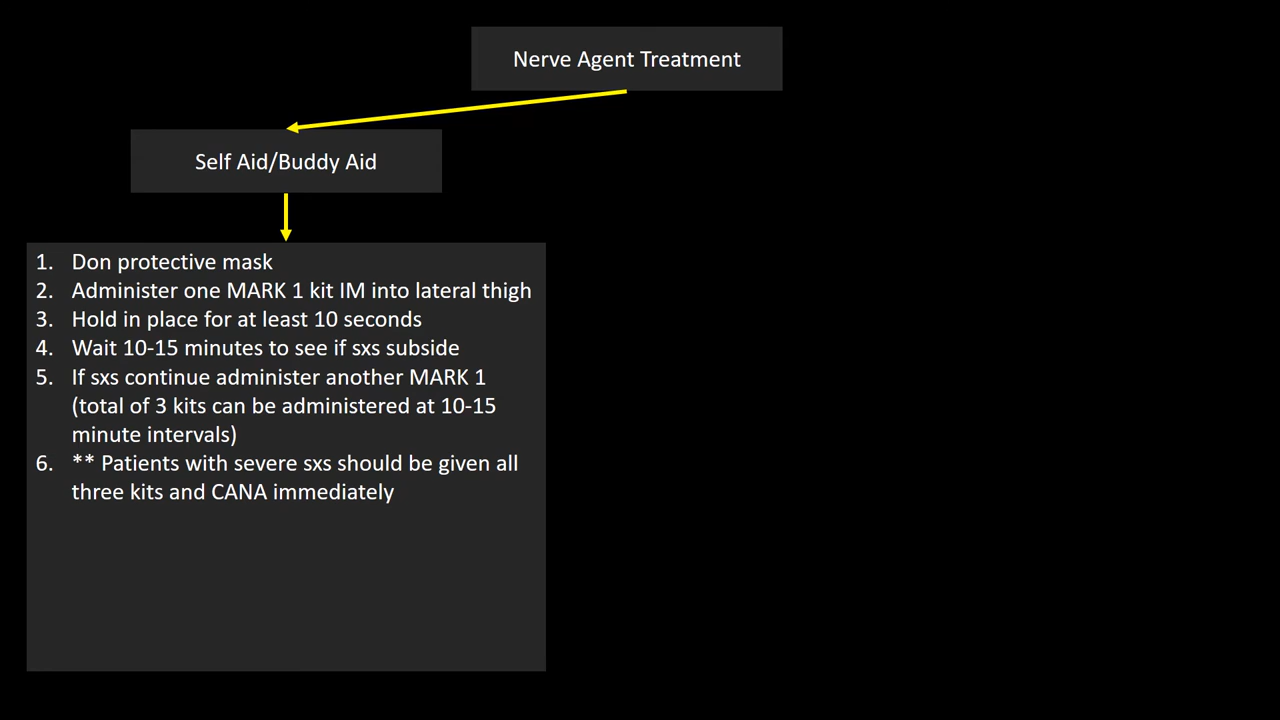 Nerve Agent Treatment
Self Aid/Buddy Aid
1. Don protective mask
2. Administer one MARK 1 kit IM into lateral thigh
3. Hold in place for at least 10 seconds
4. Wait 10-15 minutes to see if sxs subside
5. If sxs continue administer another MARK 1
(total of 3 kits can be administered at 10-15
minute intervals)
6. ** Patients with severe sxs should be given all
three kits and CANA immediately